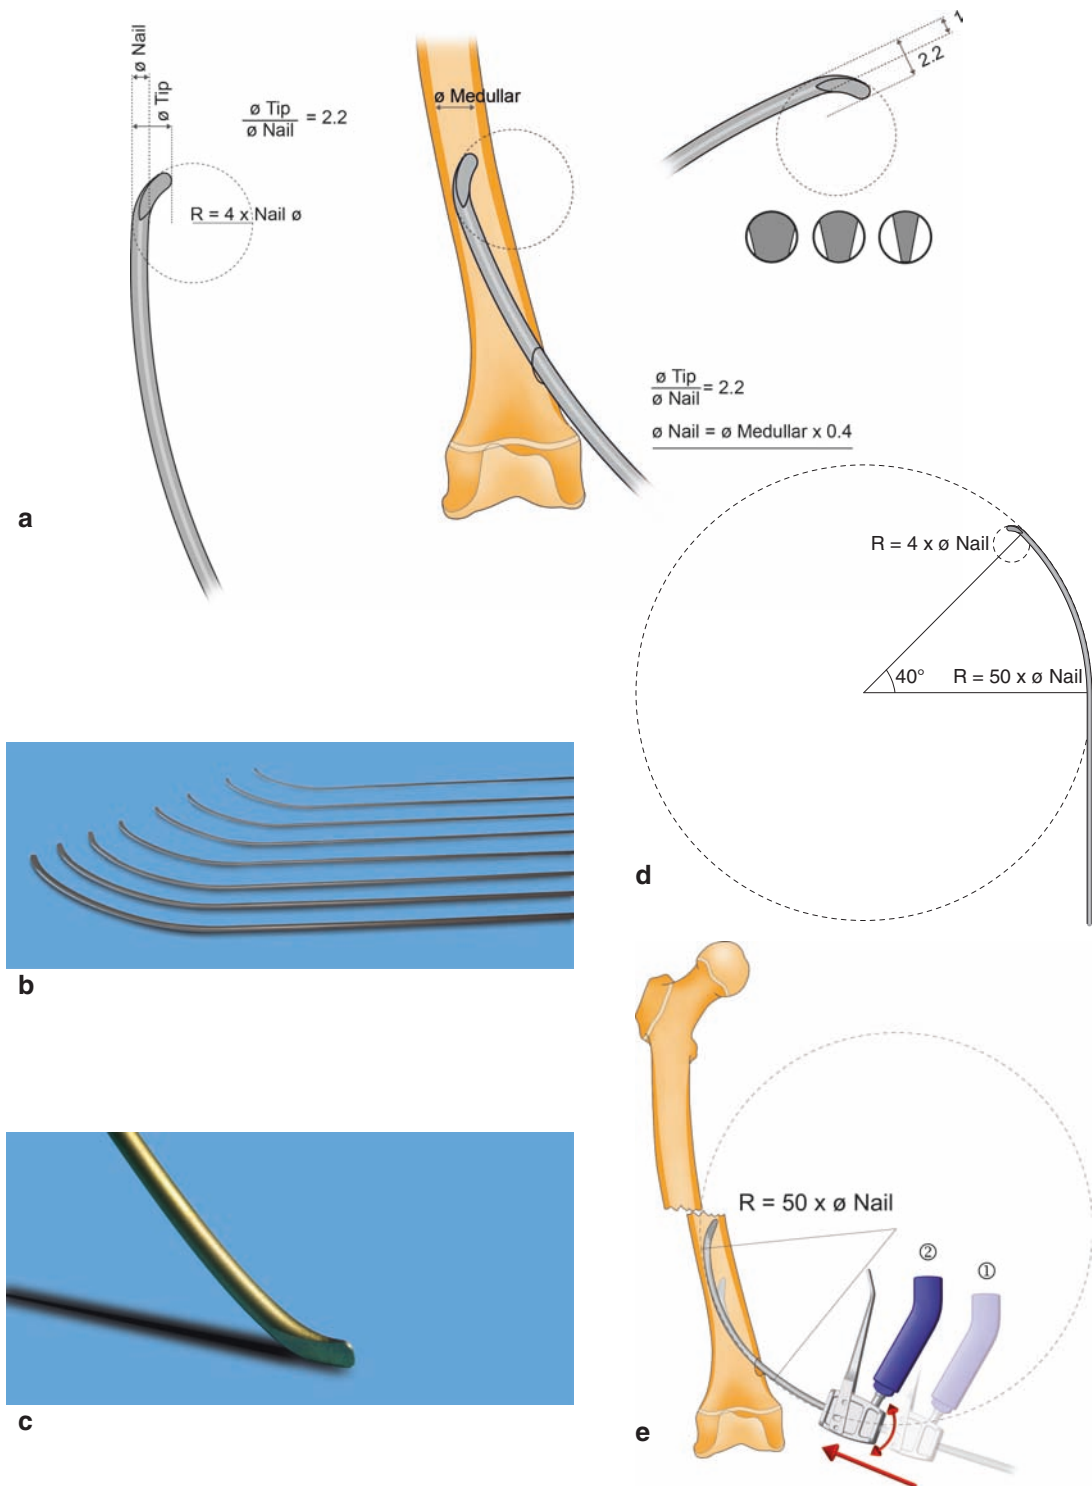 ø Nail
ø Tip
ø Tip
ø Nail = 2.2
R = 4 x Nail ø
ø Medullar
1
2.2
ø Tip
ø Nail = 2.2
ø Nail = ø Medullar x 0.4
a
R = 4 x ø Nail
40°
R = 50 x ø Nail
d
b
R = 50 x ø Nail
②
①
c
e